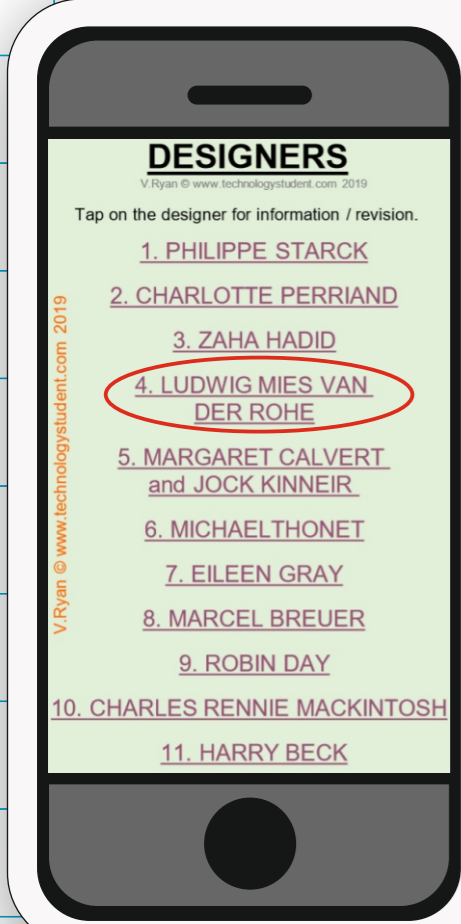 DESIGNERS
V.Ryan © www.technologystudent.com 2019
Tap on the designer for information / revision.
1. PHILIPPE STARCK
2. CHARLOTTE PERRIAND
3. ZAHA HADID
4. LUDWIG MIES VAN
DER ROHE
5. MARGARET CALVERT
and JOCK KINNEIR
6. MICHAELTHONET
7. EILEEN GRAY
8. MARCEL BREUER
9. ROBIN DAY
10. CHARLES RENNIE MACKINTOSH
11. HARRY BECK
V.Ryan © www.technologystudent.com 2019